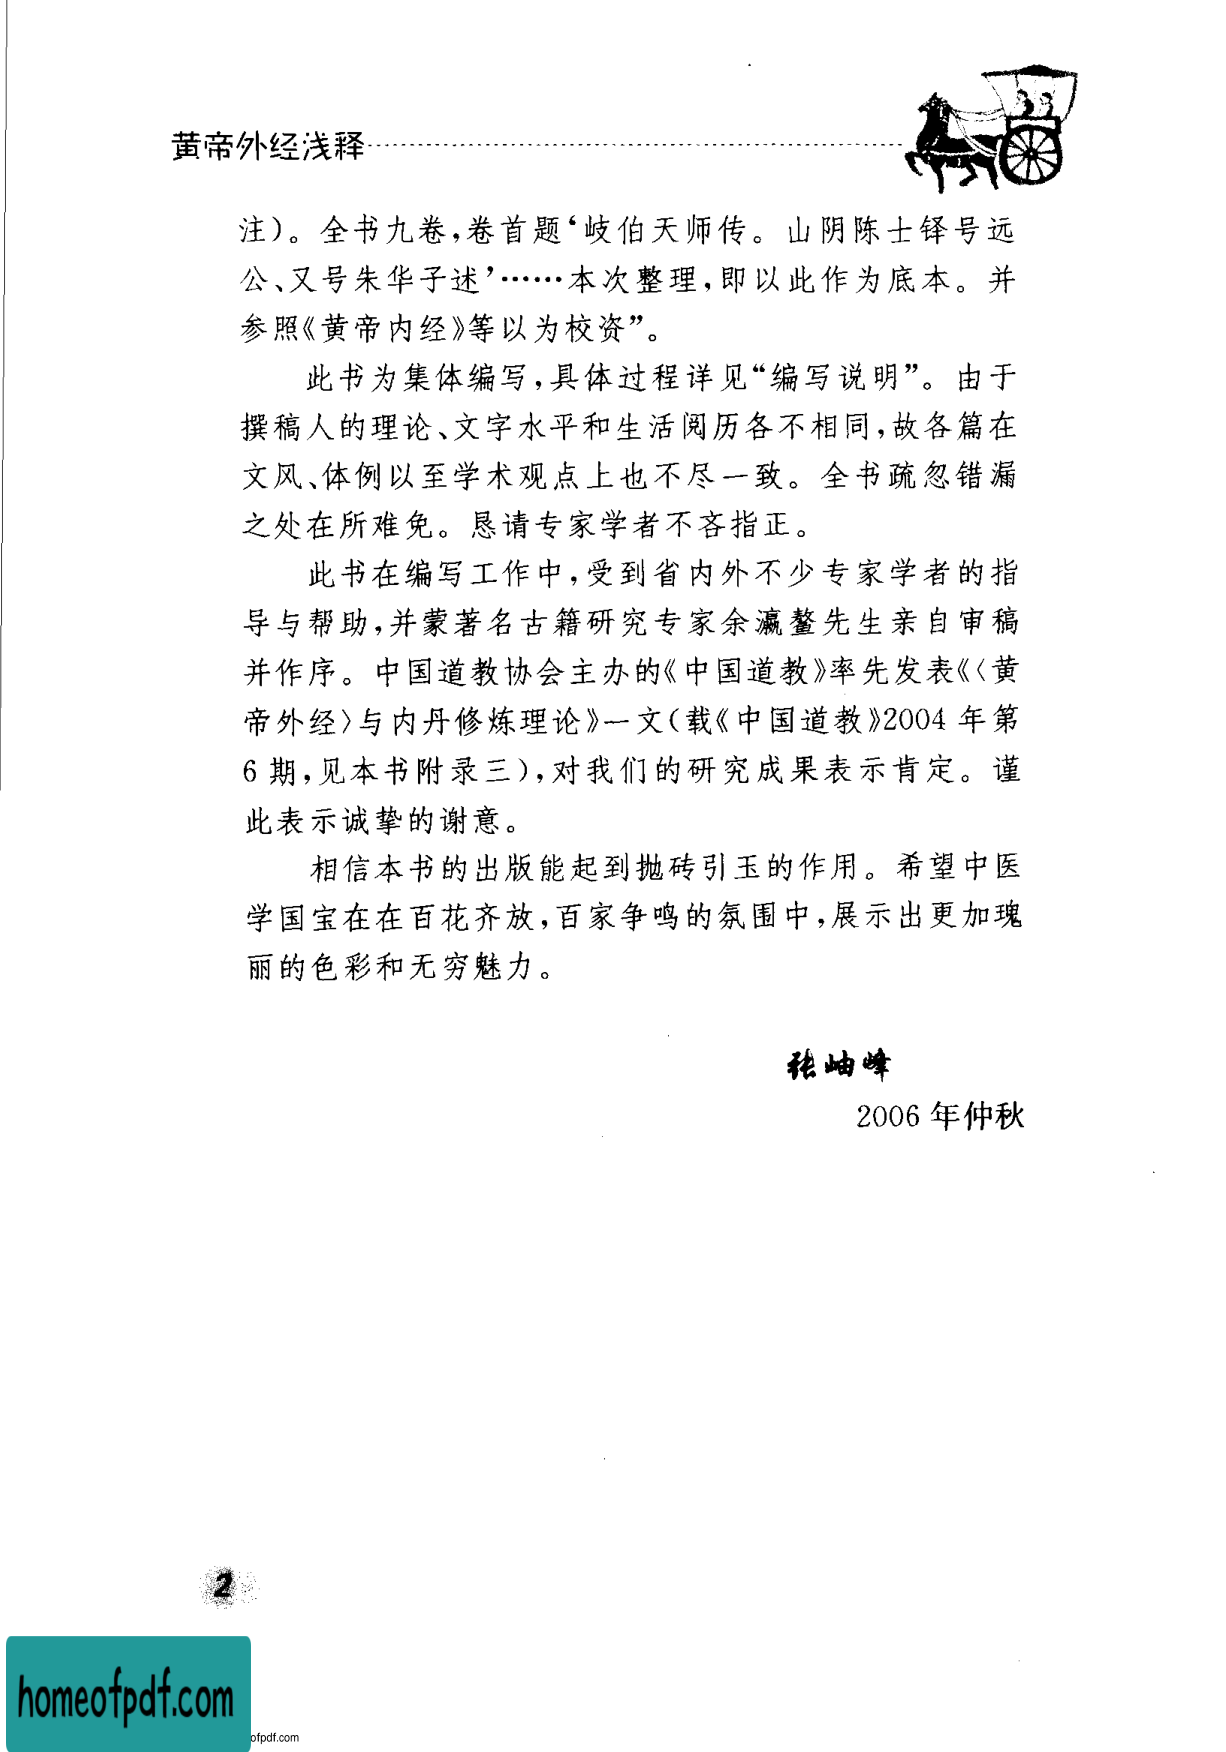 黄帝外经浅释
注)。全书九卷,卷首题‘岐伯天师传。山阴陈士铎号远
公、又号朱华子述’……本次整理,即以此作为底本。并
参照《黄帝内经》等以为校资”。
此书为集体编写,具体过程详见“编写说明”。由于
撰稿人的理论、文字水平和生活阅历各不相同,故各篇在
文风、体例以至学术观点上也不尽一致。全书疏忽错漏
之处在所难免。恳请专家学者不吝指正。
此书在编写工作中,受到省内外不少专家学者的指
导与帮助,并蒙著名古籍研究专家余瀛鳌先生亲自审稿
并作序。中国道教协会主办的《中国道教》率先发表《〈黄
帝外经〉与内丹修炼理论》一文(载《中国道教》2004 年第
6 期,见本书附录三),对我们的研究成果表示肯定。谨
此表示诚挚的谢意。
相信本书的出版能起到抛砖引玉的作用。希望中医
学国宝在在百花齐放,百家争鸣的氛围中,展示出更加瑰
丽的色彩和无穷魅力。
张岫峰
2006 年仲秋
2
homeofpdf.com
ofpdf.com